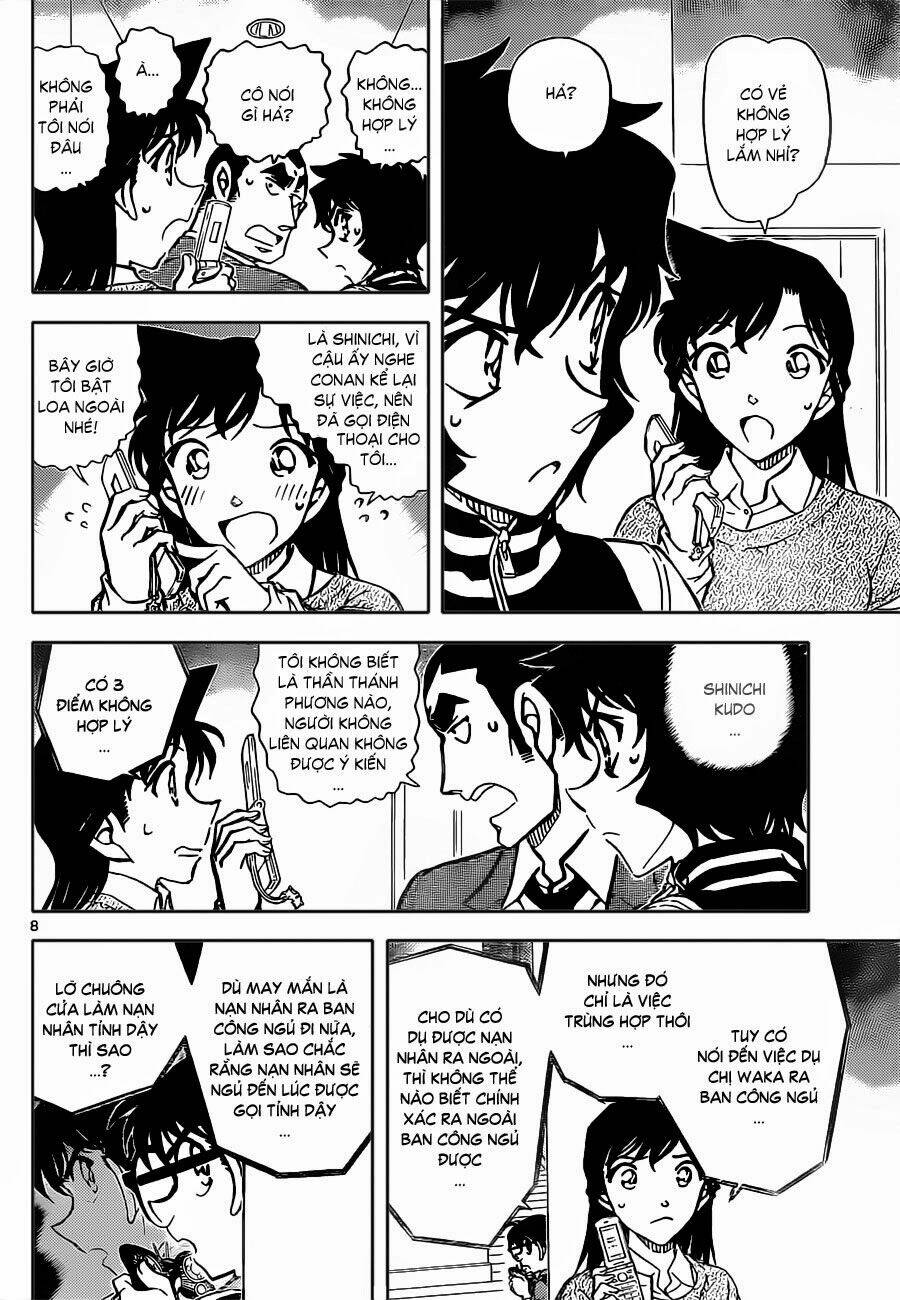 CÓ VẺ
KHÔNG
HỢP LÝ
LẮM NHỈ?
HẢ?
KHÔNG...
KHÔNG
HỢP LÝ
CÔ NÓI
GÌ HẢ?
À...
KHÔNG
PHẢI
TÔI NÓI
ĐÂU
...
LÀ SHINICHI, VÌ
CẬU ẤY NGHE
CONAN KỂ LẠI
SỰ VIỆC, NÊN
ĐÃ GỌI ĐIỆN
THOẠI CHO
TÔI...
BÂY GIỜ
TÔI BẬT
LOA NGOÀI
NHÉ!
SHINICHI
KUDO
...
TÔI KHÔNG BIẾT
LÀ THẦN THÁNH
PHƯƠNG NÀO,
NGƯỜI KHÔNG
LIÊN QUAN KHÔNG
ĐƯỢC Ý KIẾN
...
CÓ 3
ĐIỂM KHÔNG
HỢP LÝ
...
8
TUY CÓ
NÓI ĐẾN VIỆC DỤ
CHỊ WAKA RA
BAN CÔNG NGỦ
...
NHƯNG ĐÓ
CHỈ LÀ VIỆC
TRÙNG HỢP THÔI
...
CHO DÙ CÓ
DỤ ĐƯỢC NẠN
NHÂN RA NGOÀI,
THÌ KHÔNG THỂ
NÀO BIẾT CHÍNH
XÁC RA NGOÀI
BAN CÔNG NGỦ
ĐƯỢC
...
DÙ MAY MẮN LÀ
NẠN NHÂN RA BAN
CÔNG NGỦ ĐI NỮA,
LÀM SAO CHẮC
RẰNG NẠN NHÂN SẼ
NGỦ ĐẾN LÚC ĐƯỢC
GỌI TỈNH DẬY
...
LỠ CHUÔNG
CỬA LÀM NẠN
NHÂN TỈNH DẬY
THÌ SAO
...?